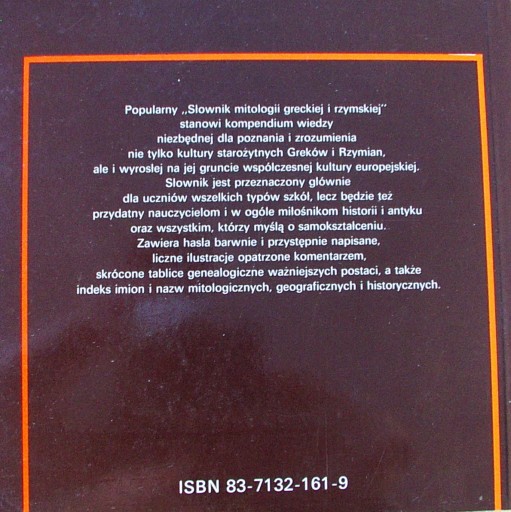 Popularny „Słownik mitologii greckiej i rzymskiej"
stanowi kompendium wiedzy
niezbędnej dla poznania i zrozumienia
nie tylko kultury starożytnych Greków i Rzymian,
ale i wyrosłej na jej gruncie współczesnej kultury europejskiej.
Słownik jest przeznaczony głównie
dla uczniów wszelkich typów szkół, lecz będzie też
przydatny nauczycielom i w ogóle miłośnikom historii i antyku
oraz wszystkim, którzy myślą o samokształceniu.
Zawiera hasła barwnie i przystępnie napisane,
liczne ilustracje opatrzone komentarzem,
skrócone tablice genealogiczne ważniejszych postaci, a także
indeks imion i nazw mitologicznych, geograficznych i historycznych.
ISBN 83-7132-161-9